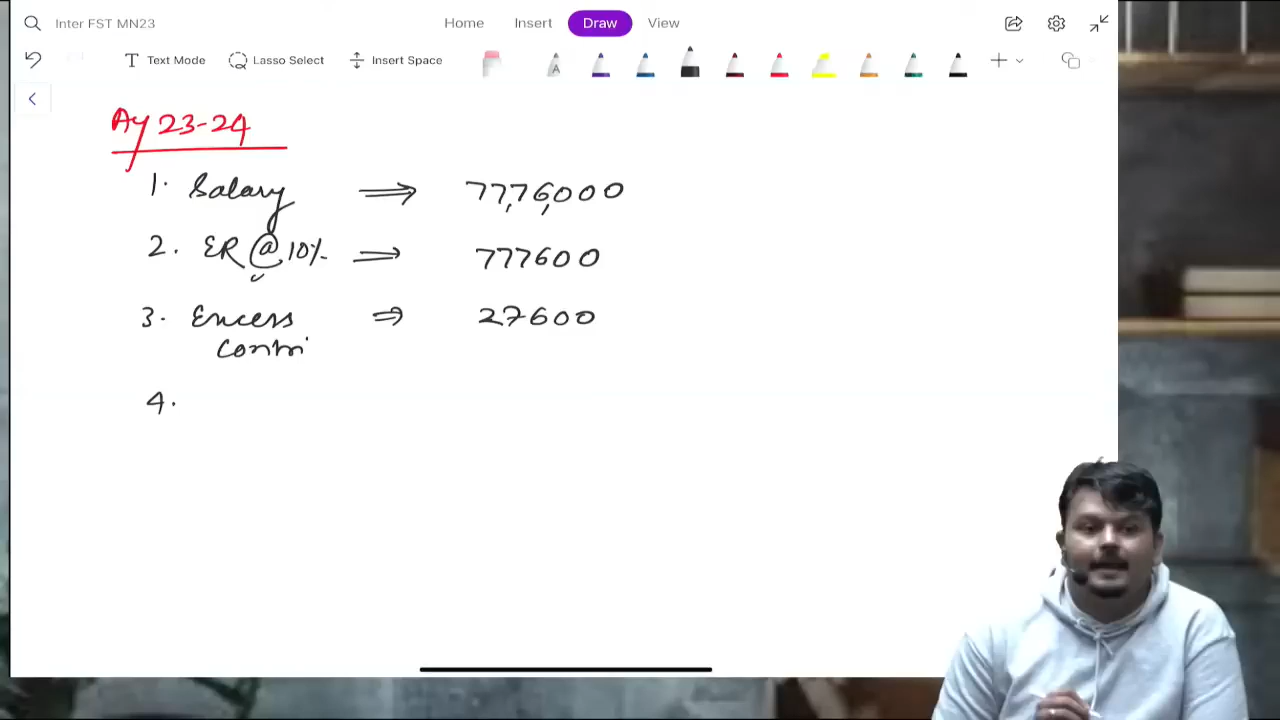 Inter FST MN23
Home Insert Draw View
T Text Mode Lasso Select Insert Space
A
Ay 23-24
1. Salary ⇒ 77,76,000
2. ER @ 10% ⇒ 777600
3. Encess ⇒ 27600
contri
4.